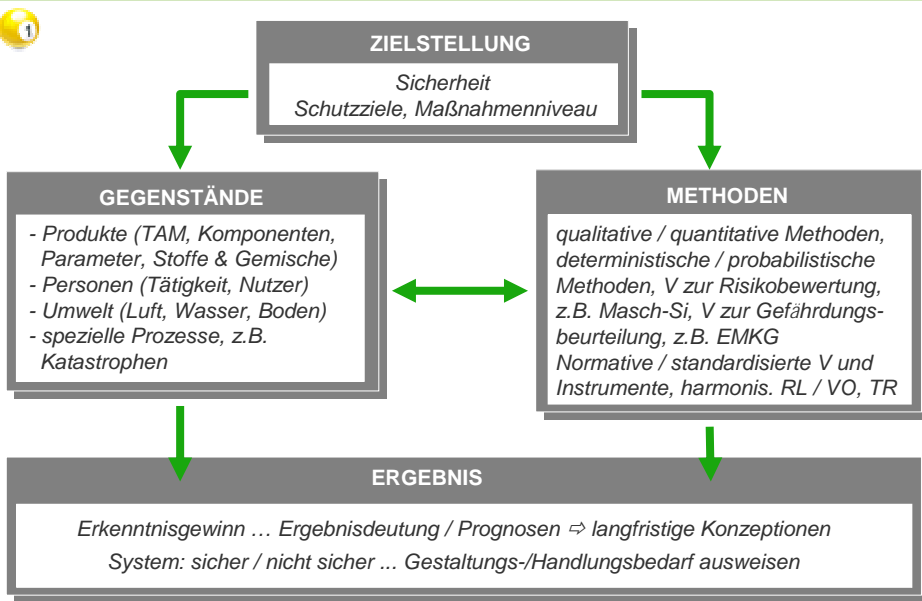 1
ZIELSTELLUNG
Sicherheit
Schutzziele, Maßnahmenniveau
GEGENSTÄNDE
- Produkte (TAM, Komponenten,
Parameter, Stoffe & Gemische)
- Personen (Tätigkeit, Nutzer)
- Umwelt (Luft, Wasser, Boden)
- spezielle Prozesse, z.B.
Katastrophen
METHODEN
qualitative / quantitative Methoden,
deterministische / probabilistische
Methoden, V zur Risikobewertung,
z.B. Masch-Si, V zur Gefährdungs-
beurteilung, z.B. EMKG
Normative / standardisierte V und
Instrumente, harmonis. RL / VO, TR
ERGEBNIS
Erkenntnisgewinn … Ergebnisdeutung / Prognosen ⇨ langfristige Konzeptionen
System: sicher / nicht sicher ... Gestaltungs-/Handlungsbedarf ausweisen